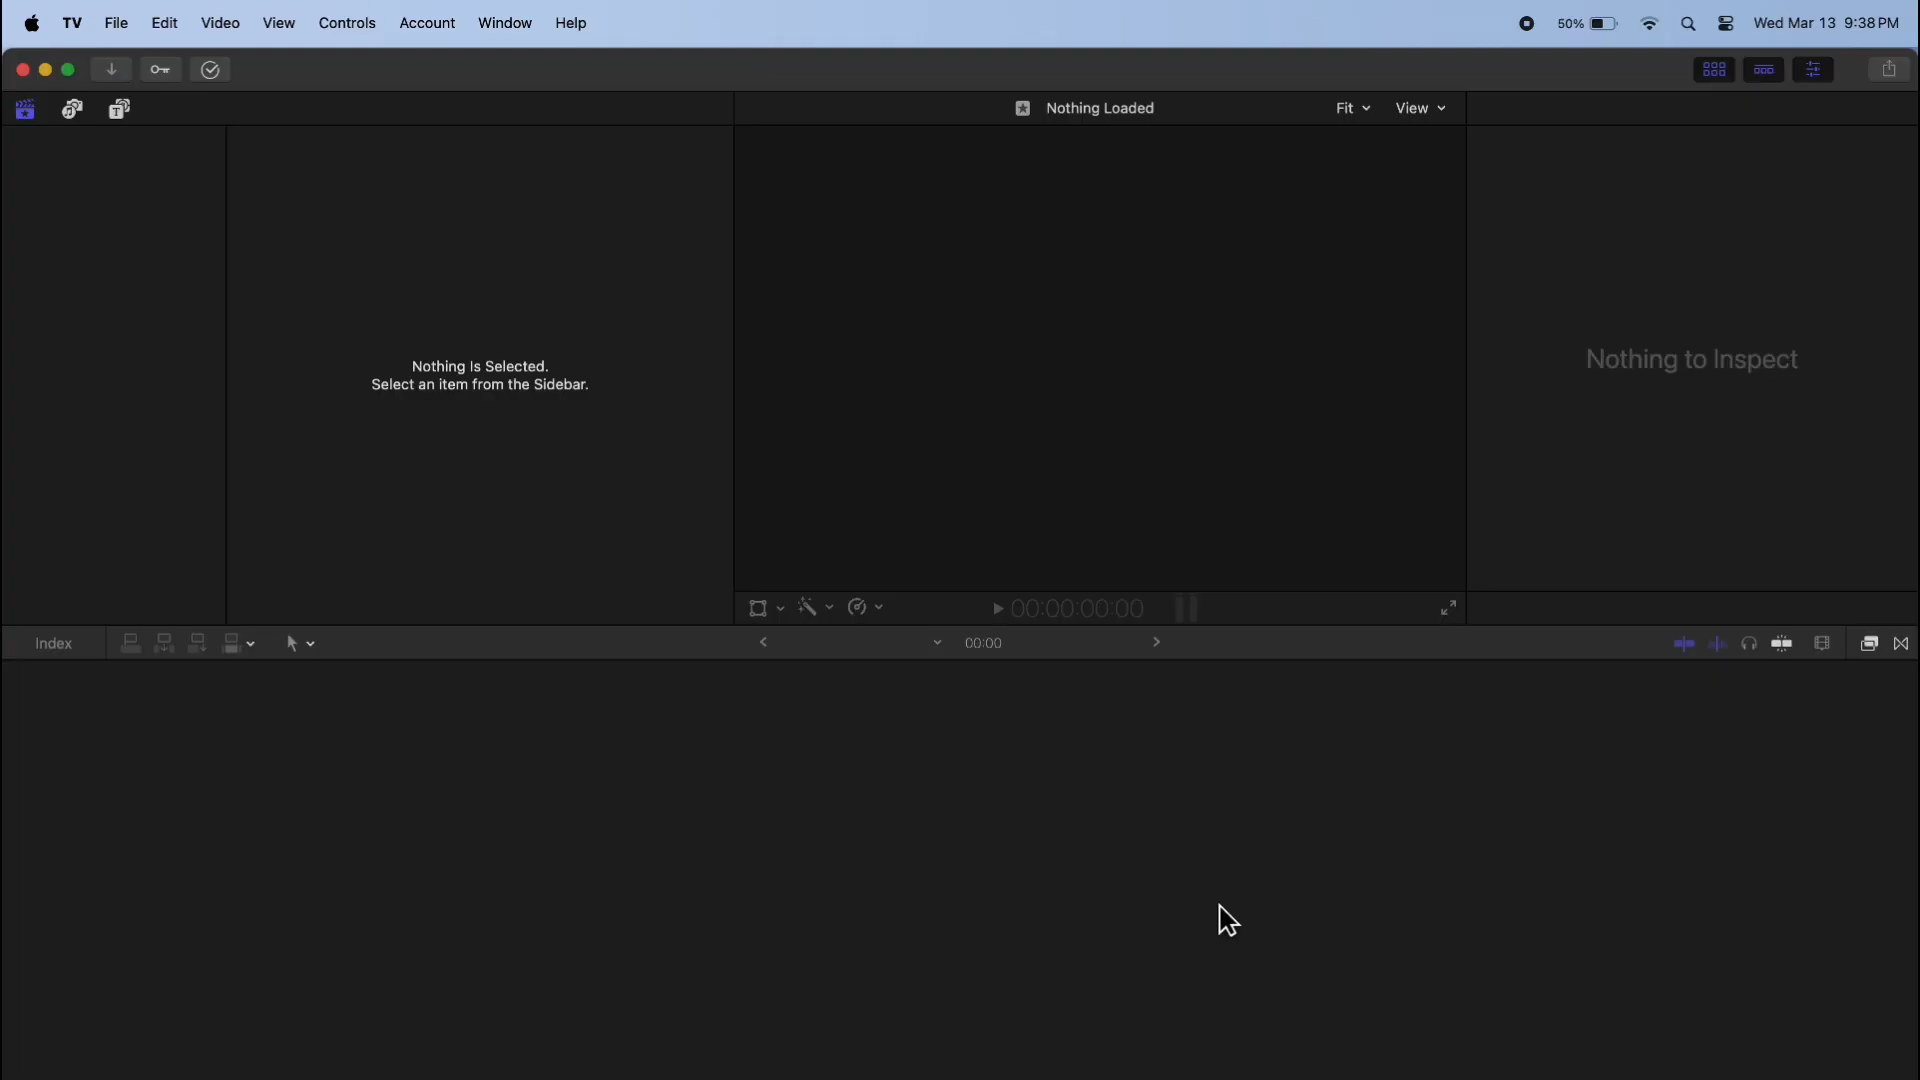 TV File Edit Video View Controls Account Window Help 50% Wed Mar 13 9:38 PM
Nothing Loaded Fit View
Nothing Is Selected.
Select an item from the Sidebar.
Nothing to Inspect
00:00:00:00
Index 00:00